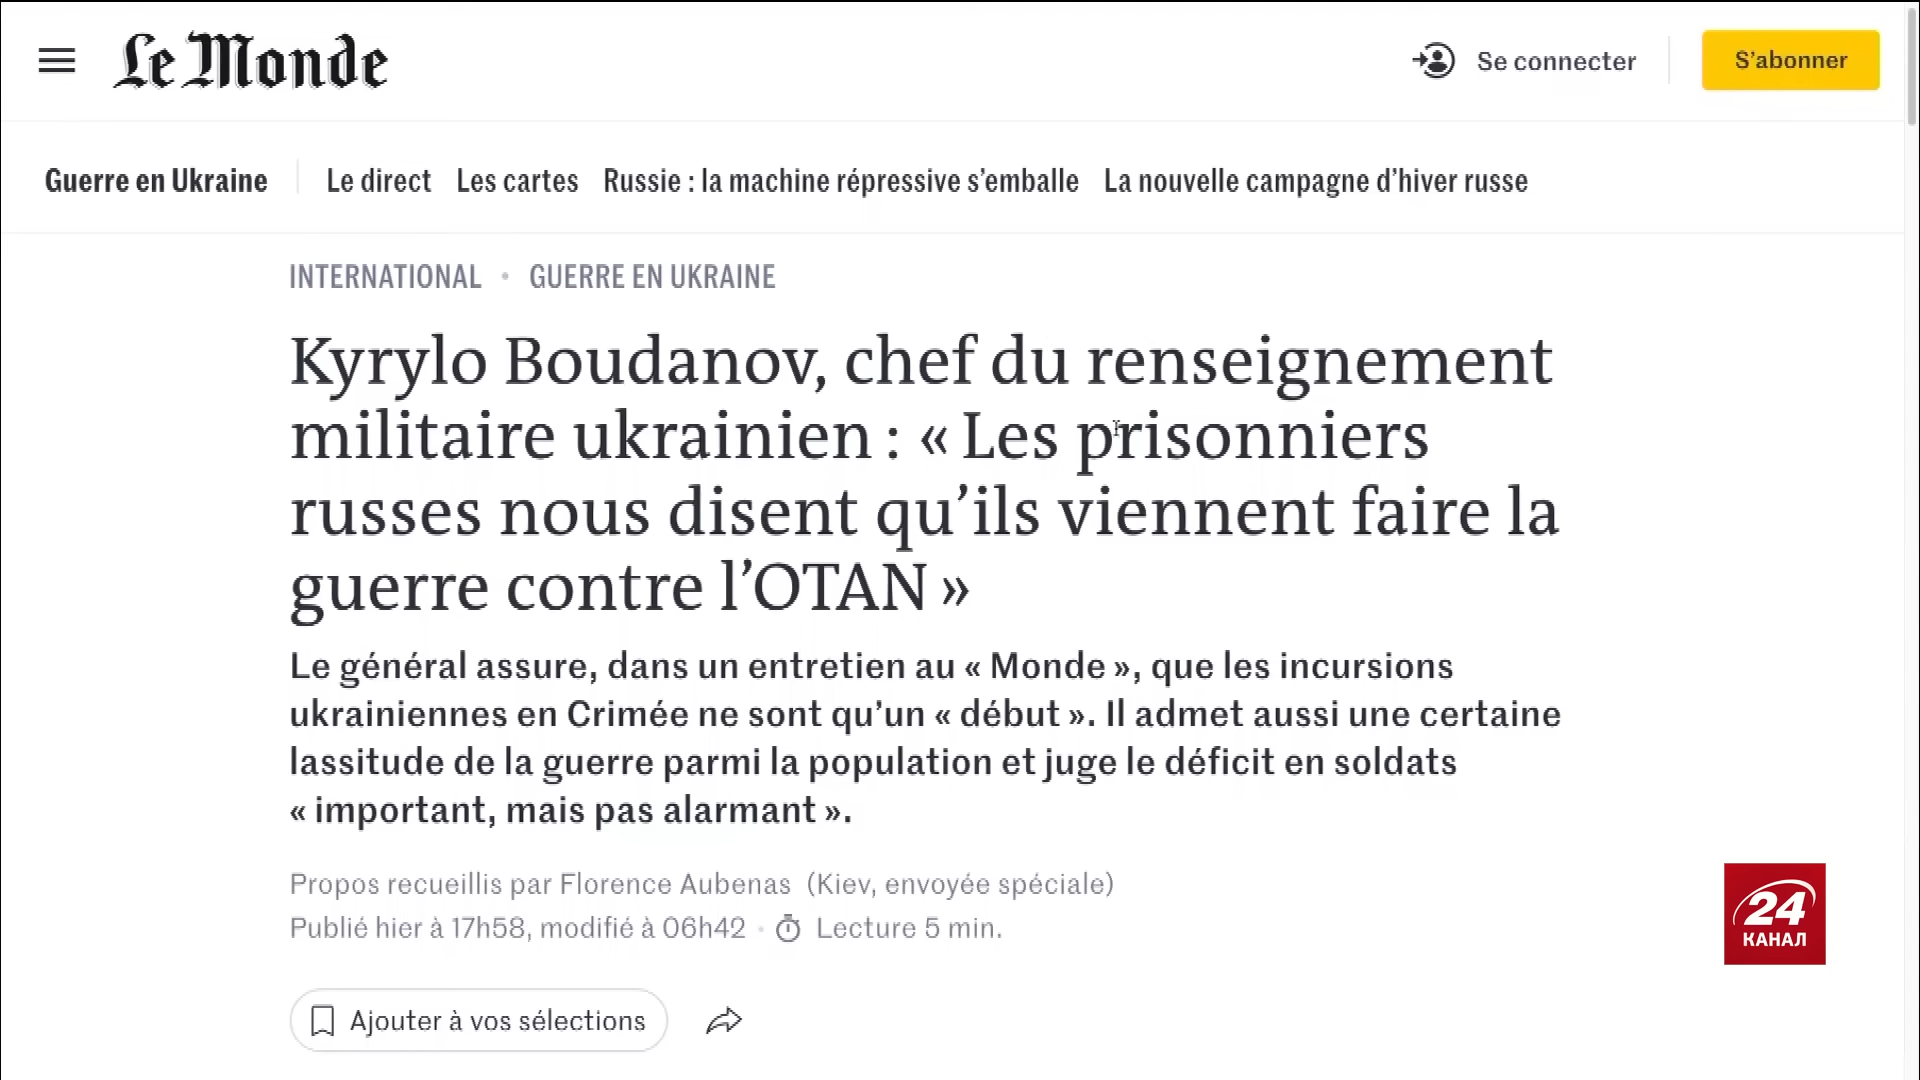 Le Monde
Se connecter
S’abonner
Guerre en Ukraine
Le direct
Les cartes
Russie : la machine répressive s’emballe
La nouvelle campagne d’hiver russe
INTERNATIONAL • GUERRE EN UKRAINE
Kyrylo Boudanov, chef du renseignement
militaire ukrainien : « Les prisonniers
russes nous disent qu’ils viennent faire la
guerre contre l’OTAN »
Le général assure, dans un entretien au « Monde », que les incursions
ukrainiennes en Crimée ne sont qu’un « début ». Il admet aussi une certaine
lassitude de la guerre parmi la population et juge le déficit en soldats
« important, mais pas alarmant ».
Propos recueillis par Florence Aubenas (Kiev, envoyée spéciale)
Publié hier à 17h58, modifié à 06h42 • Lecture 5 min.
24
КАНАЛ
Ajouter à vos sélections